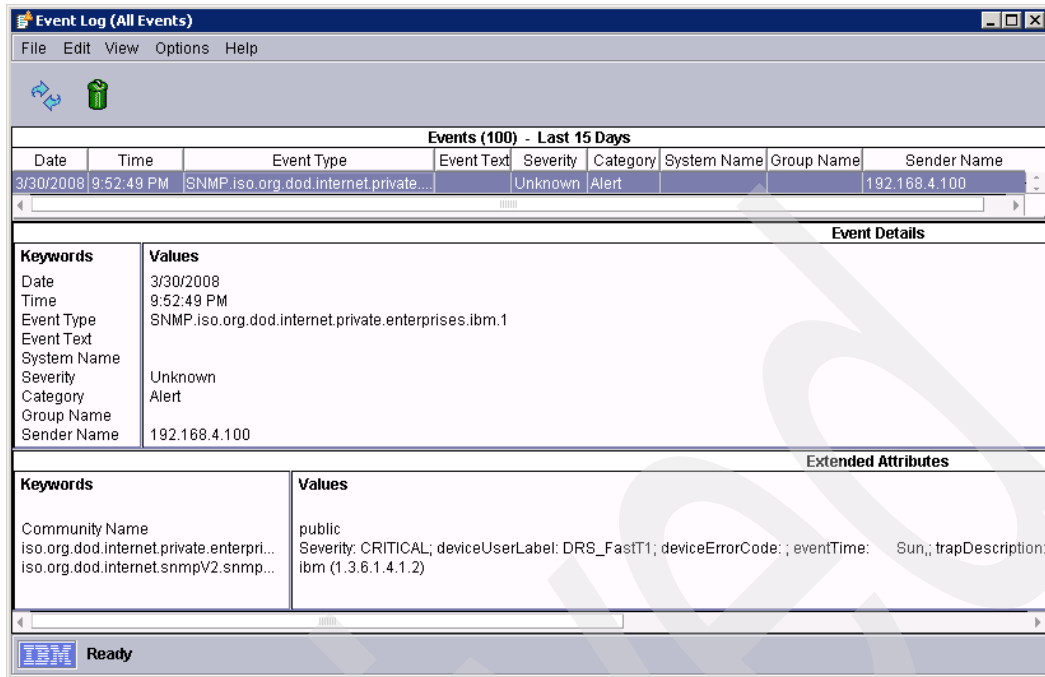 Event Log (All Events)
File Edit View Options Help
Events (100) - Last 15 Days
Date Time Event Type Event Text Severity Category System Name Group Name Sender Name
3/30/2008 9:52:49 PM SNMP.iso.org.dod.internet.private.... Unknown Alert 192.168.4.100
Event Details
Keywords Values
Date 3/30/2008
Time 9:52:49 PM
Event Type SNMP.iso.org.dod.internet.private.enterprises.ibm.1
Event Text
System Name
Severity Unknown
Category Alert
Group Name
Sender Name 192.168.4.100
Extended Attributes
Keywords Values
Community Name public
iso.org.dod.internet.private.enterpri... Severity: CRITICAL; deviceUserLabel: DRS_FastT1; deviceErrorCode: ; eventTime: Sun,; trapDescription:
iso.org.dod.internet.snmpV2.snmp... ibm (1.3.6.1.4.1.2)
IBM Ready